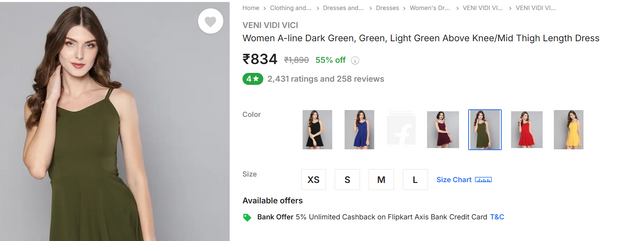 Home > Clothing and... > Dresses and... > Dresses > Women's Dr... > VENI VIDI VI... > VENI VIDI VI...
VENI VIDI VICI
Women A-line Dark Green, Green, Light Green Above Knee/Mid Thigh Length Dress
₹834 ₹1,890 55% off
4★ 2,431 ratings and 258 reviews
Color
Size XS S M L Size Chart
Available offers
Bank Offer 5% Unlimited Cashback on Flipkart Axis Bank Credit Card T&C